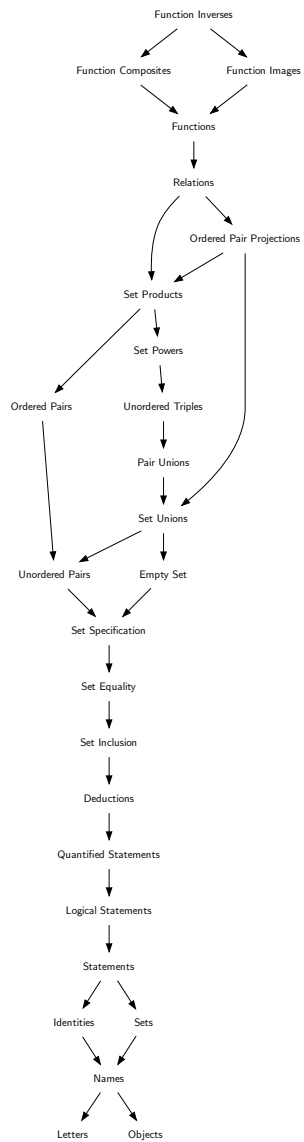 Function Inverses
Function Composites
Function Images
Functions
Relations
Ordered Pair Projections
Set Products
Set Powers
Ordered Pairs
Unordered Triples
Pair Unions
Set Unions
Unordered Pairs
Empty Set
Set Specification
Set Equality
Set Inclusion
Deductions
Quantified Statements
Logical Statements
Statements
Identities
Sets
Names
Letters
Objects